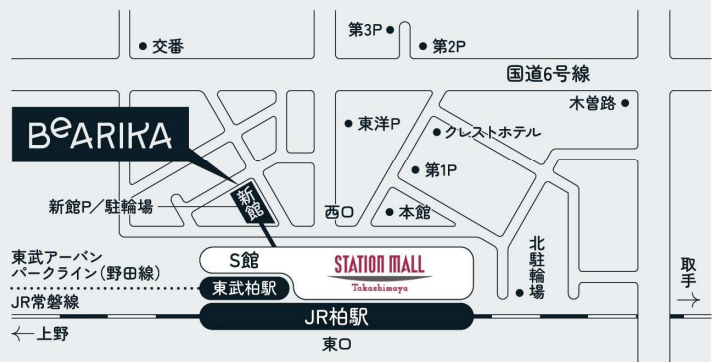 第3P
交番
第2P
国道6号線
木曽路
BeARIKA
東洋P
クレストホテル
第1P
新館
新館P／駐輪場
西口
本館
東武アーバン
パークライン（野田線）
S館
STATION MALL
Takashimaya
北駐輪場
取手
東武柏駅
JR常磐線
JR柏駅
上野
東口